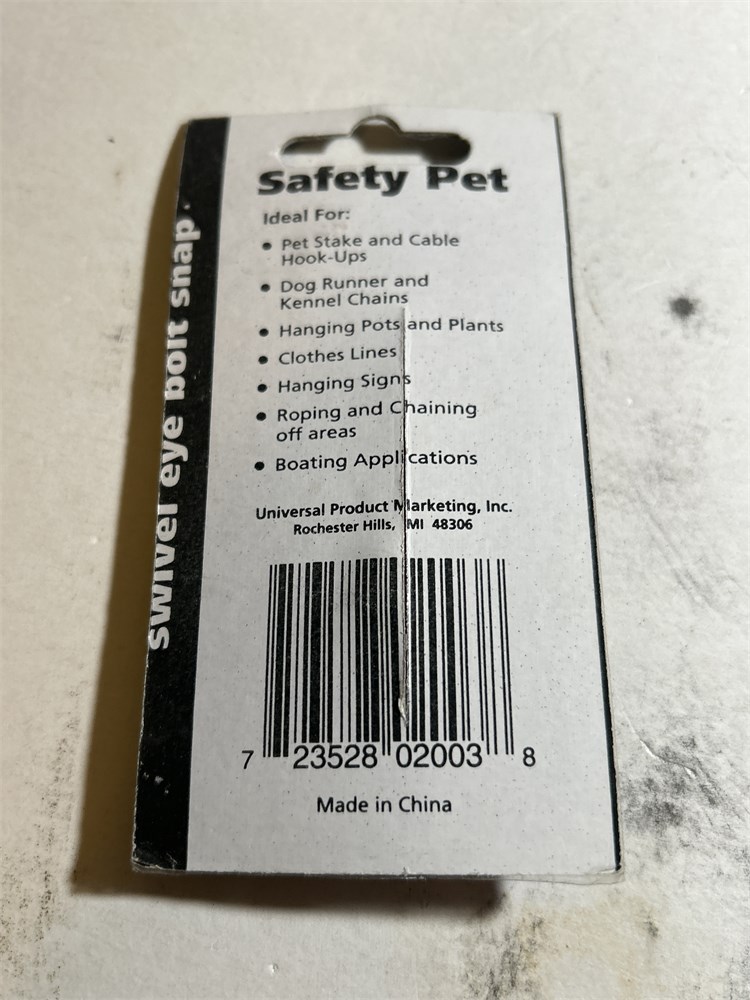 Safety Pet
Ideal For:
• Pet Stake and Cable
Hook-Ups
• Dog Runner and
Kennel Chains
• Hanging Pots and Plants
• Clothes Lines
• Hanging Signs
• Roping and Chaining
off areas
• Boating Applications
Universal Product Marketing, Inc.
Rochester Hills, MI 48306
7 23528 02003 8
Made in China
swivel eye bolt snap